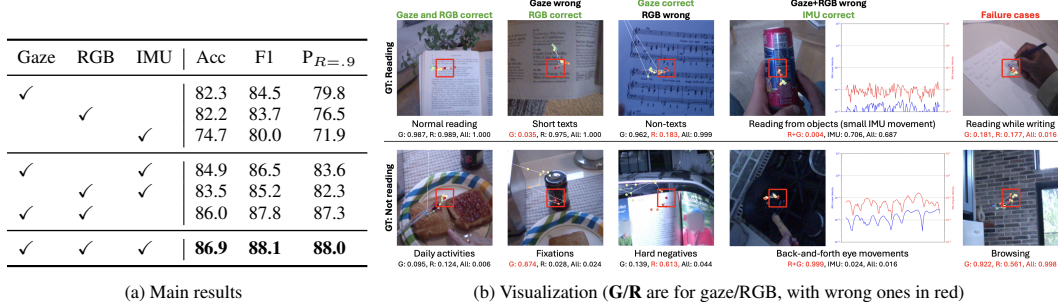 Gaze RGB IMU Acc F1 P_{R=.9}
✓ 82.3 84.5 79.8
✓ 82.2 83.7 76.5
✓ 74.7 80.0 71.9
✓ ✓ 84.9 86.5 83.6
✓ ✓ 83.5 85.2 82.3
✓ ✓ 86.0 87.8 87.3
✓ ✓ ✓ 86.9 88.1 88.0
(a) Main results
Gaze and RGB correct
Gaze wrong
RGB correct
Gaze correct
RGB wrong
Gaze+RGB wrong
IMU correct
Failure cases
GT: Reading
Normal reading
G: 0.987, R: 0.989, All: 1.000
Short texts
G: 0.035, R: 0.975, All: 1.000
Non-texts
G: 0.962, R: 0.183, All: 0.999
Reading from objects (small IMU movement)
R+G: 0.004, IMU: 0.706, All: 0.687
Reading while writing
G: 0.181, R: 0.177, All: 0.016
GT: Not reading
Daily activities
G: 0.095, R: 0.124, All: 0.006
Fixations
G: 0.674, R: 0.028, All: 0.024
Hard negatives
G: 0.139, R: 0.613, All: 0.044
Back-and-forth eye movements
R+G: 0.999, IMU: 0.024, All: 0.016
Browsing
G: 0.922, R: 0.561, All: 0.998
(b) Visualization (G/R are for gaze/RGB, with wrong ones in red)